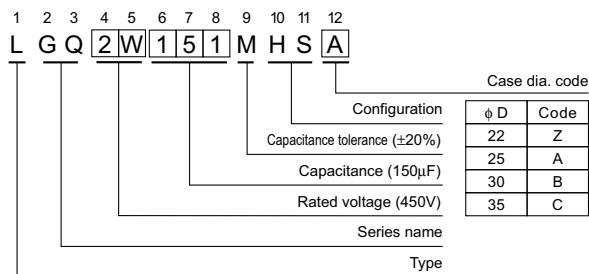 1 2 3 4 5 6 7 8 9 10 11 12
L G Q 2 W 1 5 1 M H S A
Case dia. code
Configuration
Capacitance tolerance (±20%)
Capacitance (150μF)
Rated voltage (450V)
Series name
Type
ϕ D Code
22 Z
25 A
30 B
35 C